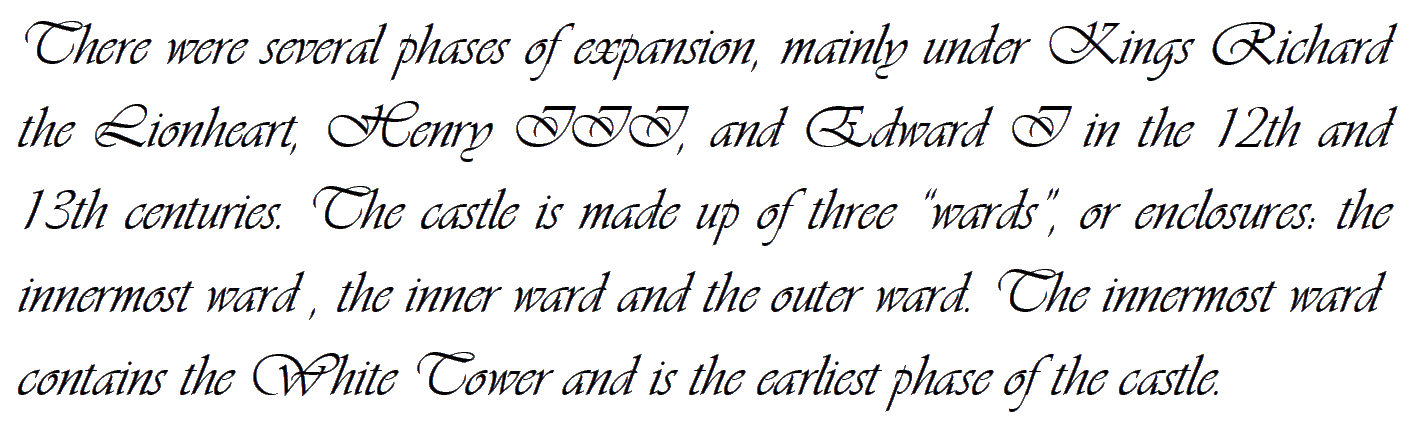 There were several phases of expansion, mainly under Kings Richard
the Lionheart, Henry III, and Edward I in the 12th and
13th centuries. The castle is made up of three “wards”, or enclosures: the
innermost ward , the inner ward and the outer ward. The innermost ward
contains the White Tower and is the earliest phase of the castle.